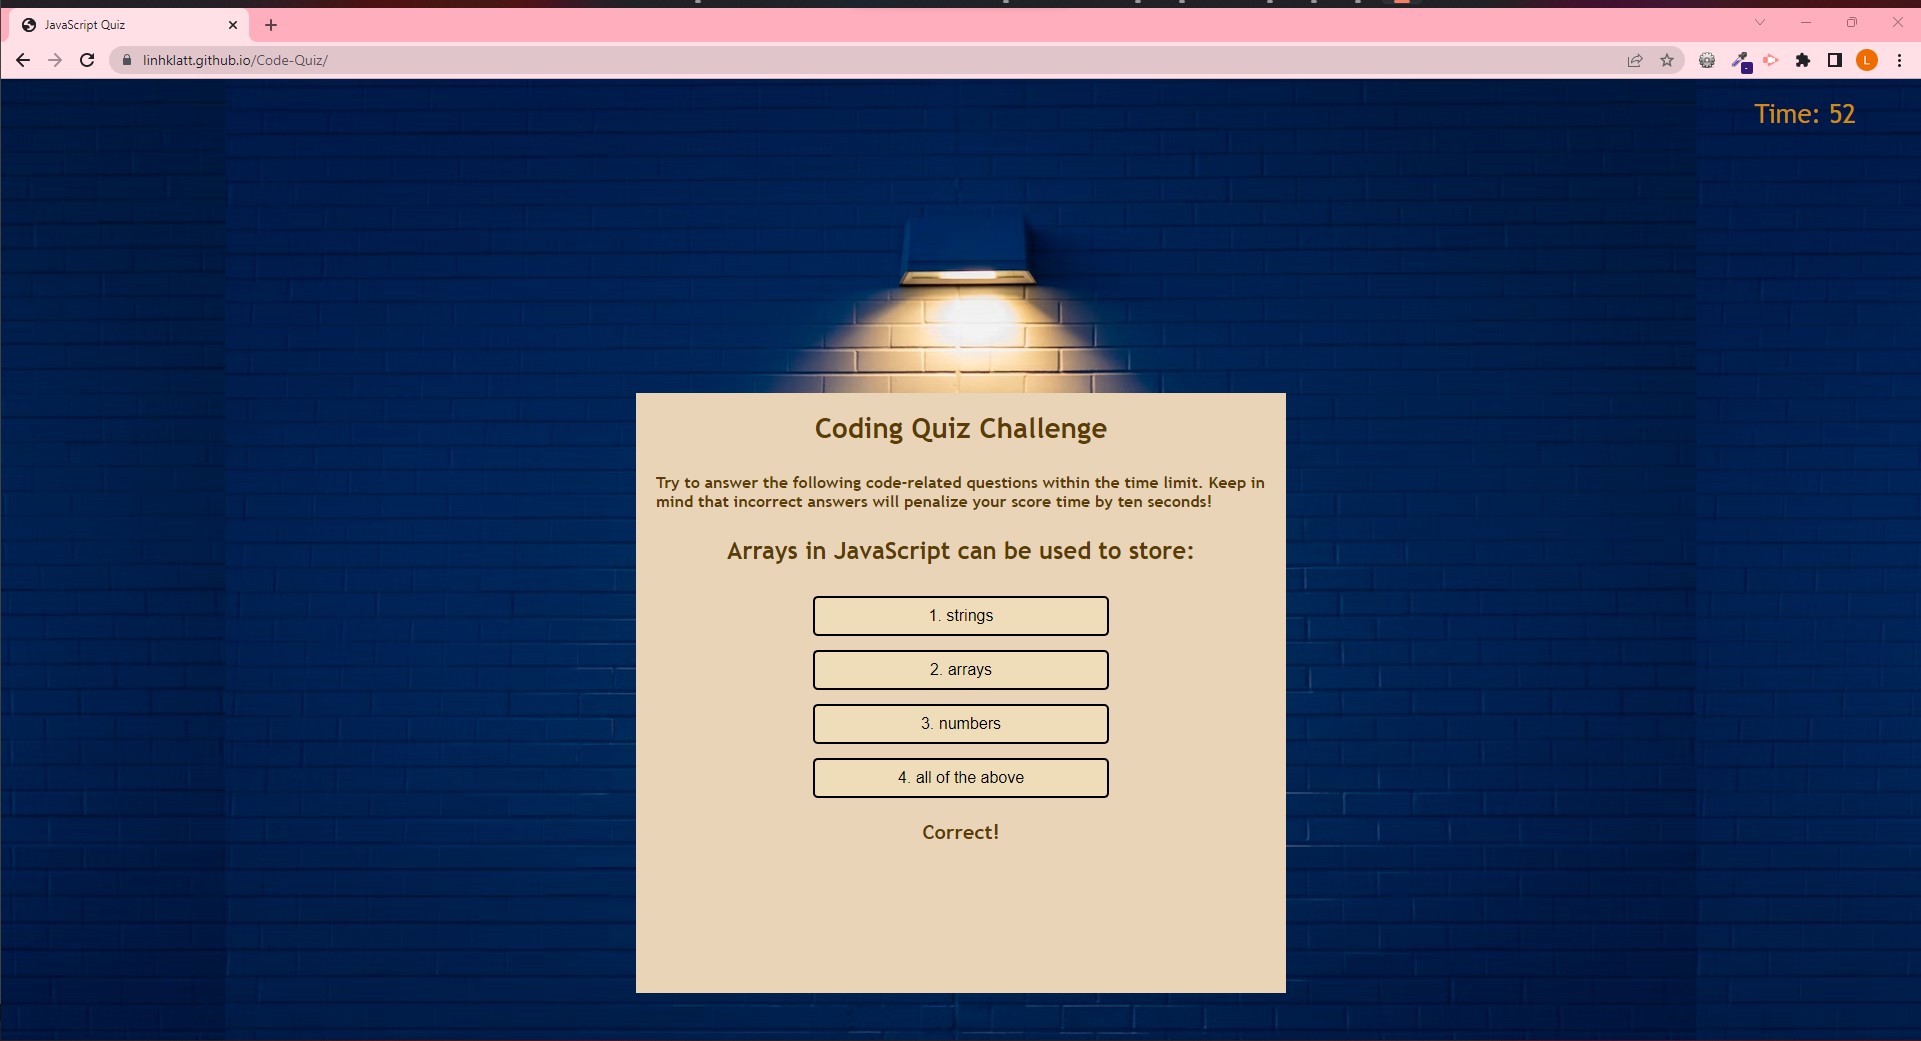 JavaScript Quiz
linhklatt.github.io/Code-Quiz/
L
Time: 52
Coding Quiz Challenge
Try to answer the following code-related questions within the time limit. Keep in
mind that incorrect answers will penalize your score time by ten seconds!
Arrays in JavaScript can be used to store:
1. strings
2. arrays
3. numbers
4. all of the above
Correct!